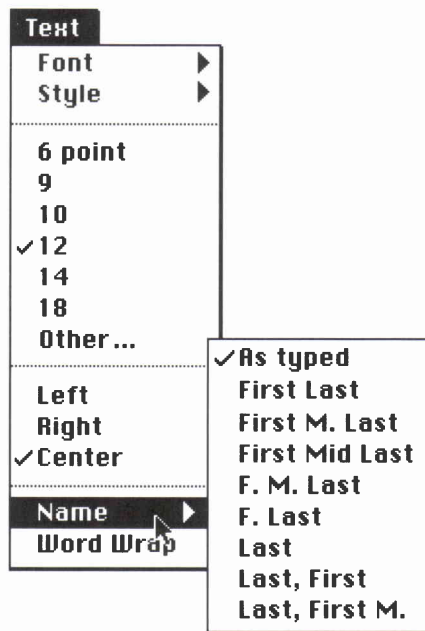 Text
Font
Style
6 point
9
10
✓12
14
18
Other...
Left
Right
✓Center
Name
Word Wrap
✓As typed
First Last
First M. Last
First Mid Last
F. M. Last
F. Last
Last
Last, First
Last, First M.